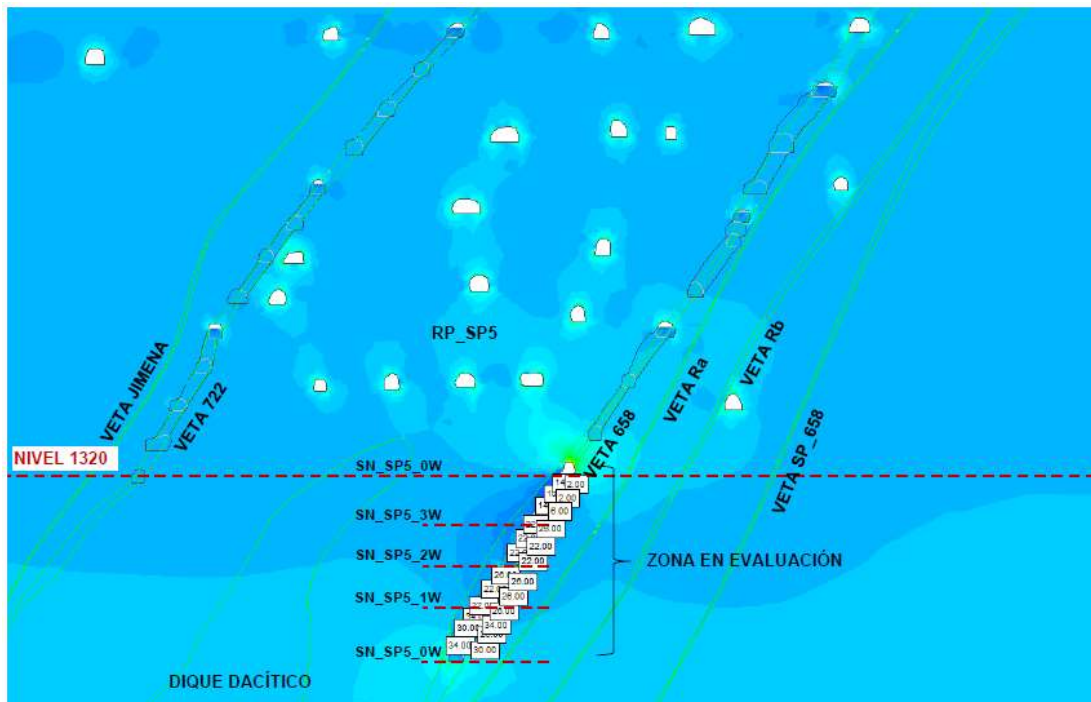 RP_SP5
VETA JIMENA
VETA 722
VETA 658
VETA Ra
VETA Rb
VETA SP_658
NIVEL 1320
SN_SP5_0W
2.00
2.00
SN_SP5_3W
22.00
22.00
SN_SP5_2W
ZONA EN EVALUACIÓN
26.00
26.00
SN_SP5_1W
34.00
30.00
34.00
30.00
SN_SP5_0W
DIQUE DACÍTICO